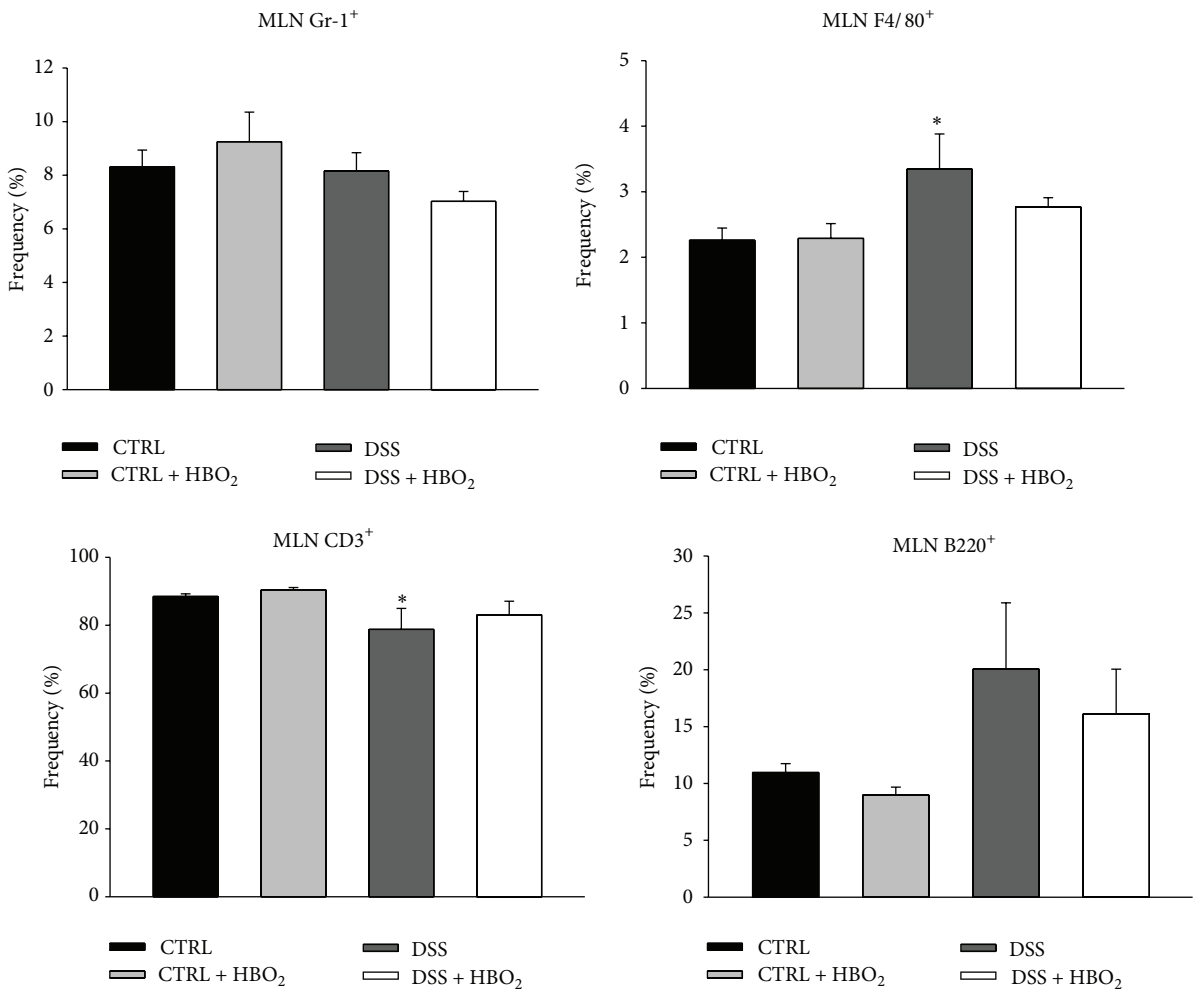 MLN Gr-1⁺
Frequency (%)
12
10
8
6
4
2
0
CTRL
CTRL + HBO₂
DSS
DSS + HBO₂
MLN F4/80⁺
Frequency (%)
5
4
3
2
1
0
*
CTRL
CTRL + HBO₂
DSS
DSS + HBO₂
MLN CD3⁺
Frequency (%)
100
80
60
40
20
0
*
CTRL
CTRL + HBO₂
DSS
DSS + HBO₂
MLN B220⁺
Frequency (%)
30
25
20
15
10
5
0
CTRL
CTRL + HBO₂
DSS
DSS + HBO₂